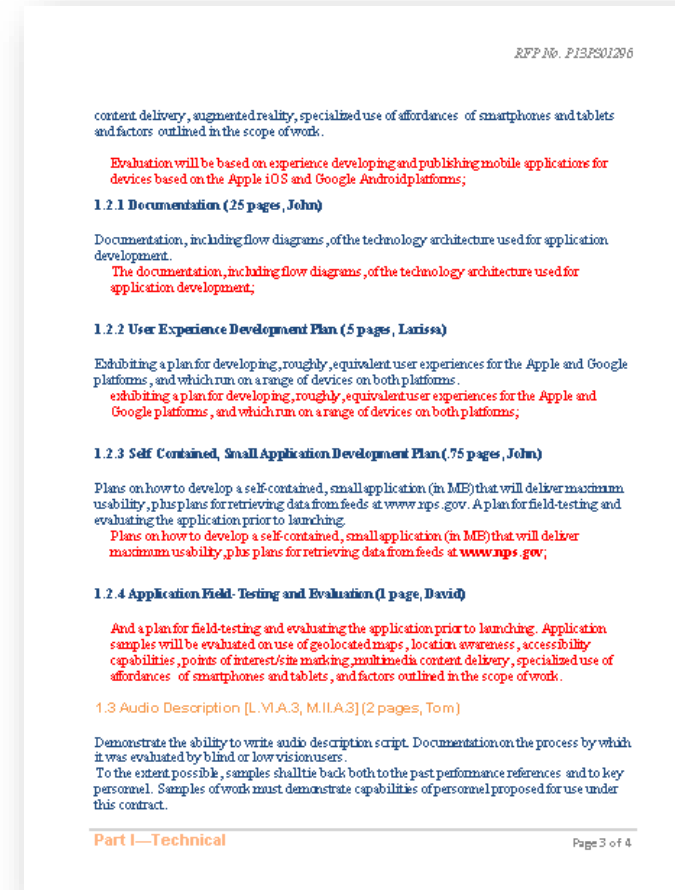 RFP No. P13PS01296
content delivery, augmented reality, specialized use of affordances of smartphones and tablets
and factors outlined in the scope of work.
Evaluation will be based on experience developing and publishing mobile applications for
devices based on the Apple iOS and Google Android platforms;
1.2.1 Documentation (.25 pages, John)
Documentation, including flow diagrams, of the technology architecture used for application
development..
The documentation, including flow diagrams, of the technology architecture used for
application development;
1.2.2 User Experience Development Plan (.5 pages, Larissa)
Exhibiting a plan for developing, roughly, equivalent user experiences for the Apple and Google
platforms, and which run on a range of devices on both platforms.
exhibiting a plan for developing, roughly, equivalent user experiences for the Apple and
Google platforms, and which run on a range of devices on both platforms;
1.2.3 Self Contained, Small Application Development Plan (.75 pages, John)
Plans on how to develop a self-contained, small application (in MB) that will deliver maximum
usability, plus plans for retrieving data from feeds at www.nps.gov. A plan for field-testing and
evaluating the application prior to launching.
Plans on how to develop a self-contained, small application (in MB) that will deliver
maximum usability, plus plans for retrieving data from feeds at www.nps.gov;
1.2.4 Application Field-Testing and Evaluation (1 page, David)
And a plan for field-testing and evaluating the application prior to launching. Application
samples will be evaluated on use of geolocated maps, location awareness, accessibility
capabilities, points of interest/site marking, multimedia content delivery, specialized use of
affordances of smartphones and tablets, and factors outlined in the scope of work.
1.3 Audio Description [L.VI.A.3, M.II.A.3] (2 pages, Tom)
Demonstrate the ability to write audio description script. Documentation on the process by which
it was evaluated by blind or low vision users.
To the extent possible, samples shall tie back both to the past performance references and to key
personnel. Samples of work must demonstrate capabilities of personnel proposed for use under
this contract.
Part I—Technical
Page 3 of 4